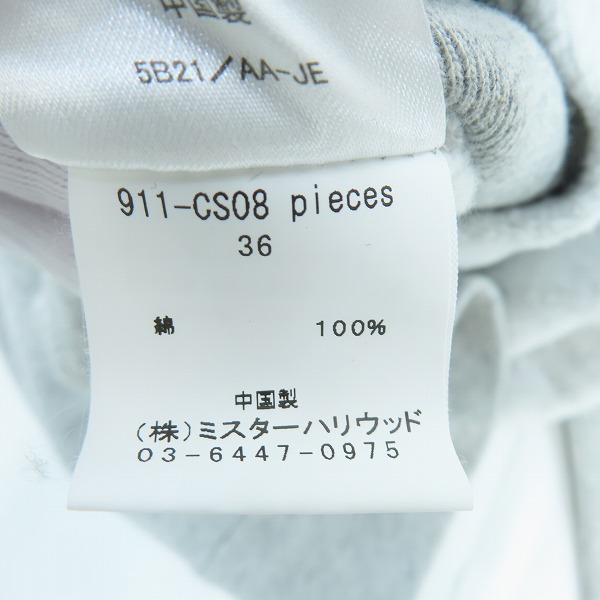 中国製
5B21/AA-JE
911-CS08 pieces
36
綿 100%
中国製
(株)ミスターハリウッド
03-6447-0975